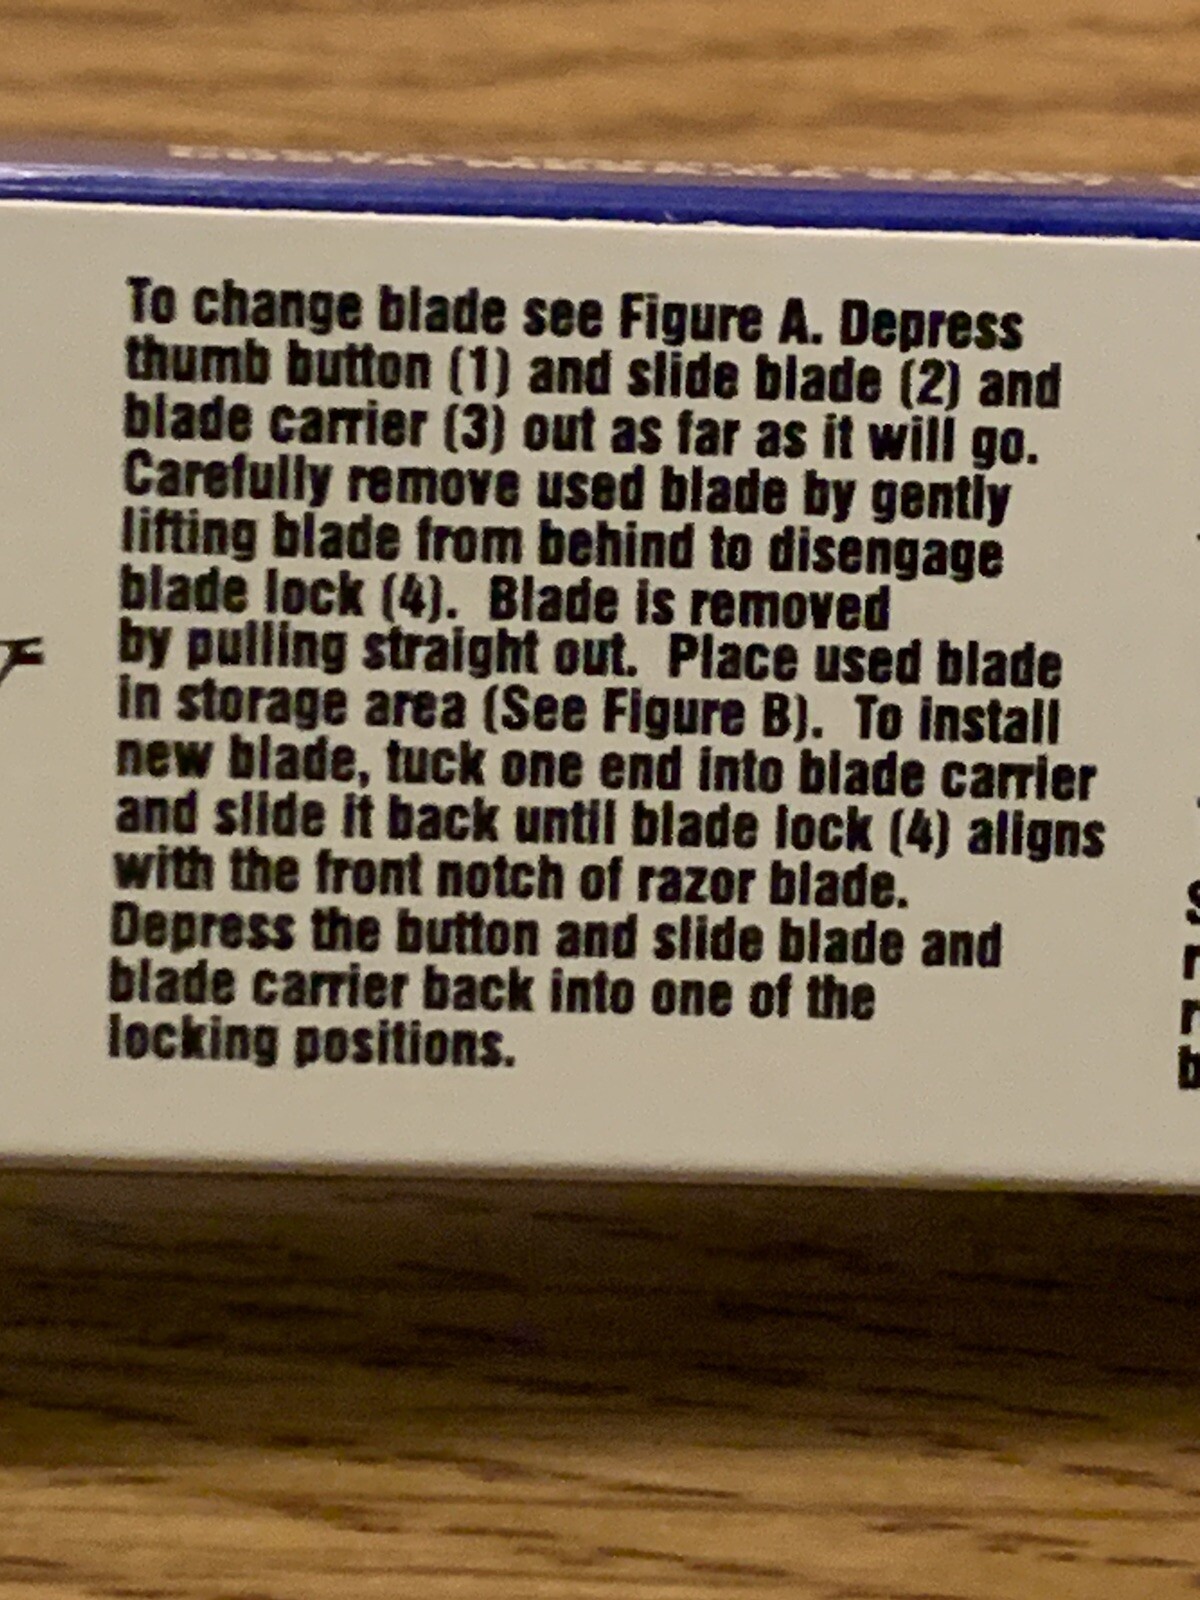 To change blade see Figure A. Depress
thumb button (1) and slide blade (2) and
blade carrier (3) out as far as it will go.
Carefully remove used blade by gently
lifting blade from behind to disengage
blade lock (4). Blade is removed
by pulling straight out. Place used blade
in storage area (See Figure B). To install
new blade, tuck one end into blade carrier
and slide it back until blade lock (4) aligns
with the front notch of razor blade.
Depress the button and slide blade and
blade carrier back into one of the
locking positions.